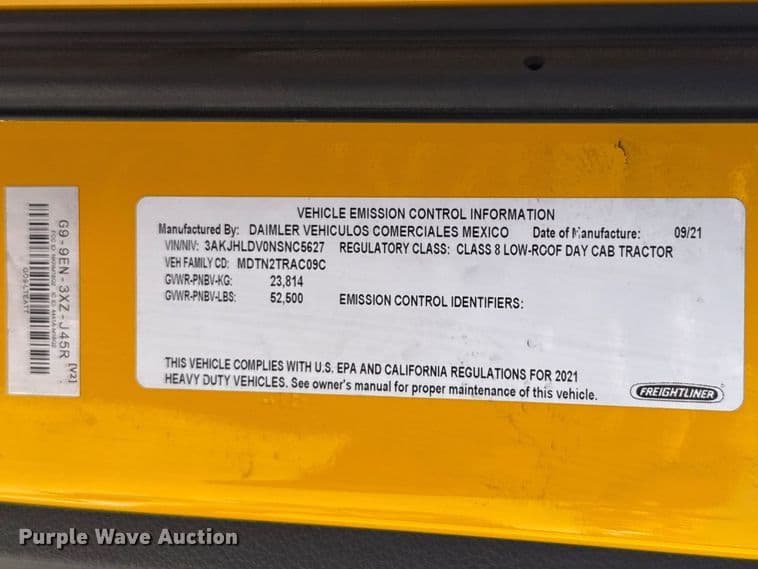 VEHICLE EMISSION CONTROL INFORMATION
Manufactured By: DAIMLER VEHICULOS COMERCIALES MEXICO Date of Manufacture: 09/21
VIN/NIV: 3AKJHLDV0NSNC5627 REGULATORY CLASS: CLASS 8 LOW-ROOF DAY CAB TRACTOR
VEH FAMILY CD: MDTN2TRAC09C
GVWR-PNBV-KG: 23,814
GVWR-PNBV-LBS: 52,500 EMISSION CONTROL IDENTIFIERS:
THIS VEHICLE COMPLIES WITH U.S. EPA AND CALIFORNIA REGULATIONS FOR 2021
HEAVY DUTY VEHICLES. See owner's manual for proper maintenance of this vehicle.
FREIGHTLINER
G9-9EN-3XZ-J45R
[V2]
Purple Wave Auction